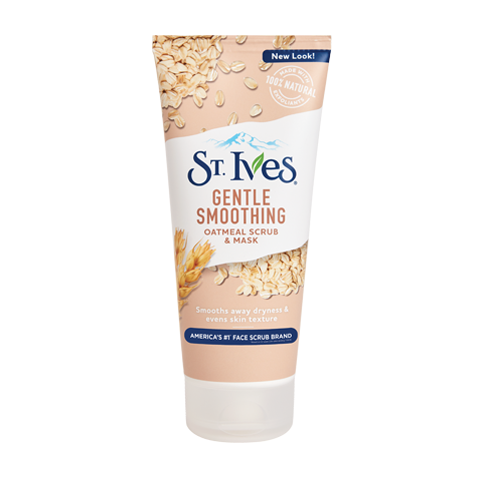 New Look!
MADE WITH
100% NATURAL
EXFOLIANTS
ST. IVES®
GENTLE
SMOOTHING
OATMEAL SCRUB
& MASK
Smooths away dryness &
evens skin texture
AMERICA'S #1* FACE SCRUB BRAND